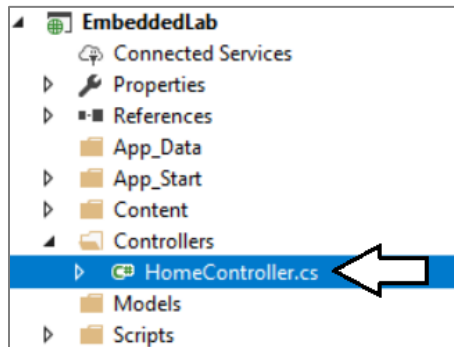 EmbeddedLab
Connected Services
Properties
References
App_Data
App_Start
Content
Controllers
C# HomeController.cs
Models
Scripts